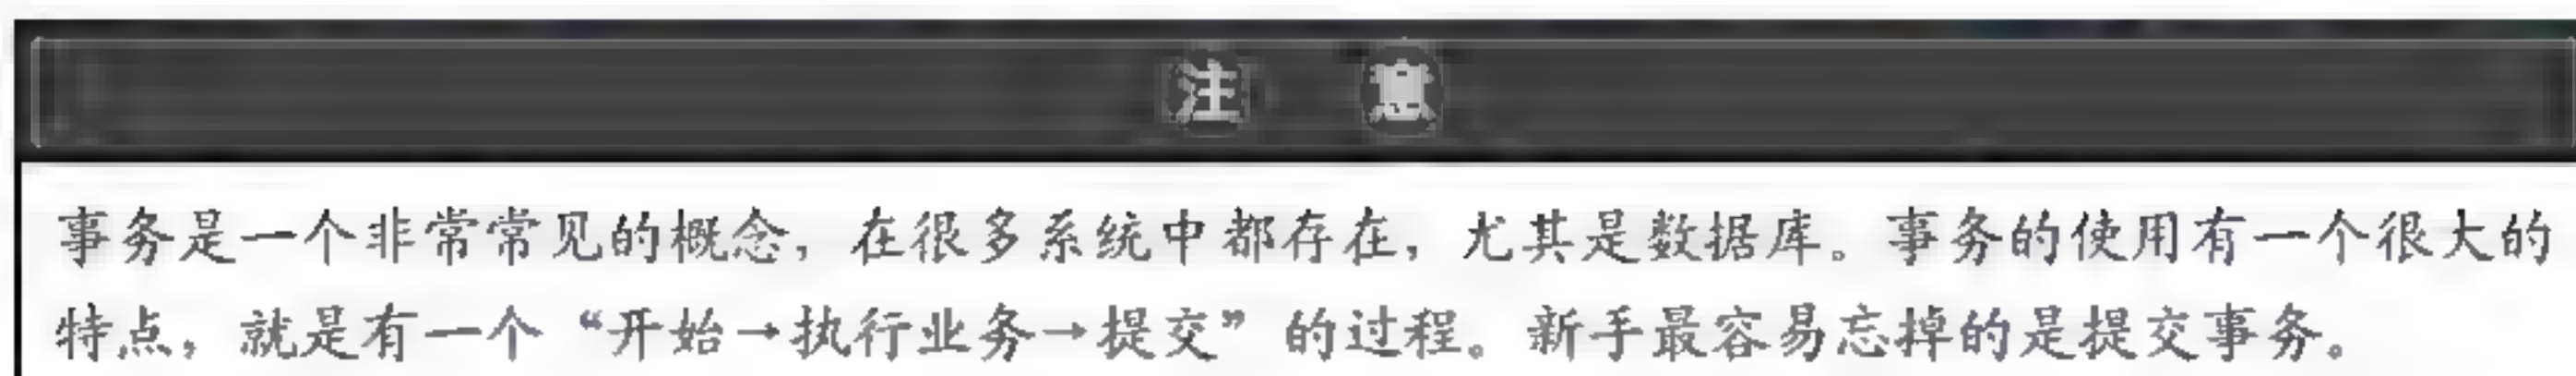 注 意
事务是一个非常常见的概念，在很多系统中都存在，尤其是数据库。事务的使用有一个很大的
特点，就是有一个“开始→执行业务→提交”的过程。新手最容易忘掉的是提交事务。